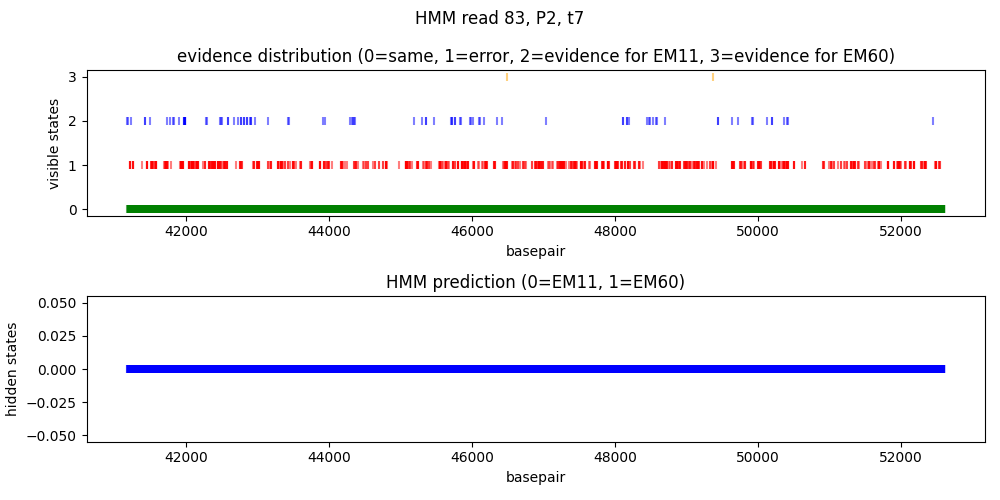 HMM read 83, P2, t7
evidence distribution (0=same, 1=error, 2=evidence for EM11, 3=evidence for EM60)
visible states
3
2
1
0
42000 44000 46000 48000 50000 52000
basepair
HMM prediction (0=EM11, 1=EM60)
hidden states
0.050
0.025
0.000
−0.025
−0.050
42000 44000 46000 48000 50000 52000
basepair